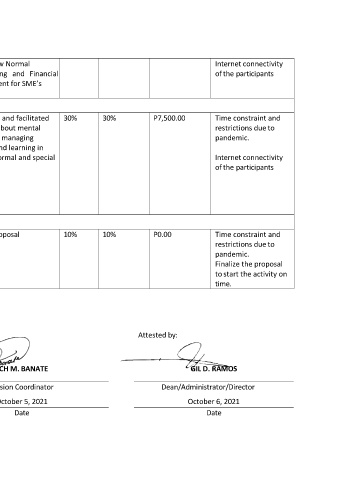 w Normal
ng and Financial
ent for SME's
Internet connectivity
of the participants
and facilitated
bout mental
managing
nd learning in
ormal and special
30%
30%
P7,500.00
Time constraint and
restrictions due to
pandemic.
Internet connectivity
of the participants
oposal
10%
10%
P0.00
Time constraint and
restrictions due to
pandemic.
Finalize the proposal
to start the activity on
time.
Attested by:
CH M. BANATE
GIL D. RAMOS
sion Coordinator
Dean/Administrator/Director
ctober 5, 2021
October 6, 2021
Date
Date